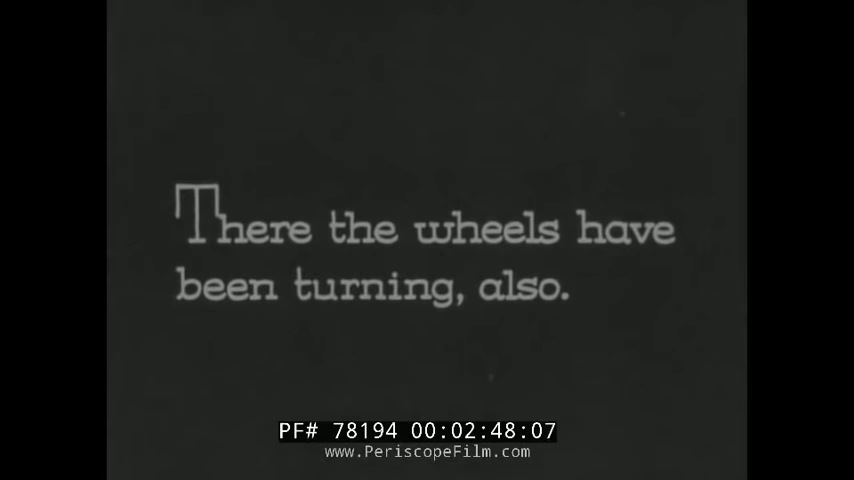 There the wheels have
been turning, also.
PF# 78194 00:02:48:07
www.PeriscopeFilm.com